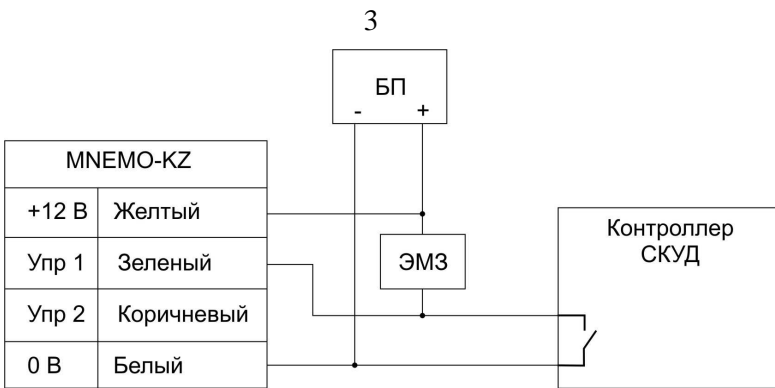 3
БП
- +
MNEMO-KZ
+12 В Желтый
Упр 1 Зеленый
Упр 2 Коричневый
0 В Белый
ЭМЗ
Контроллер
СКУД